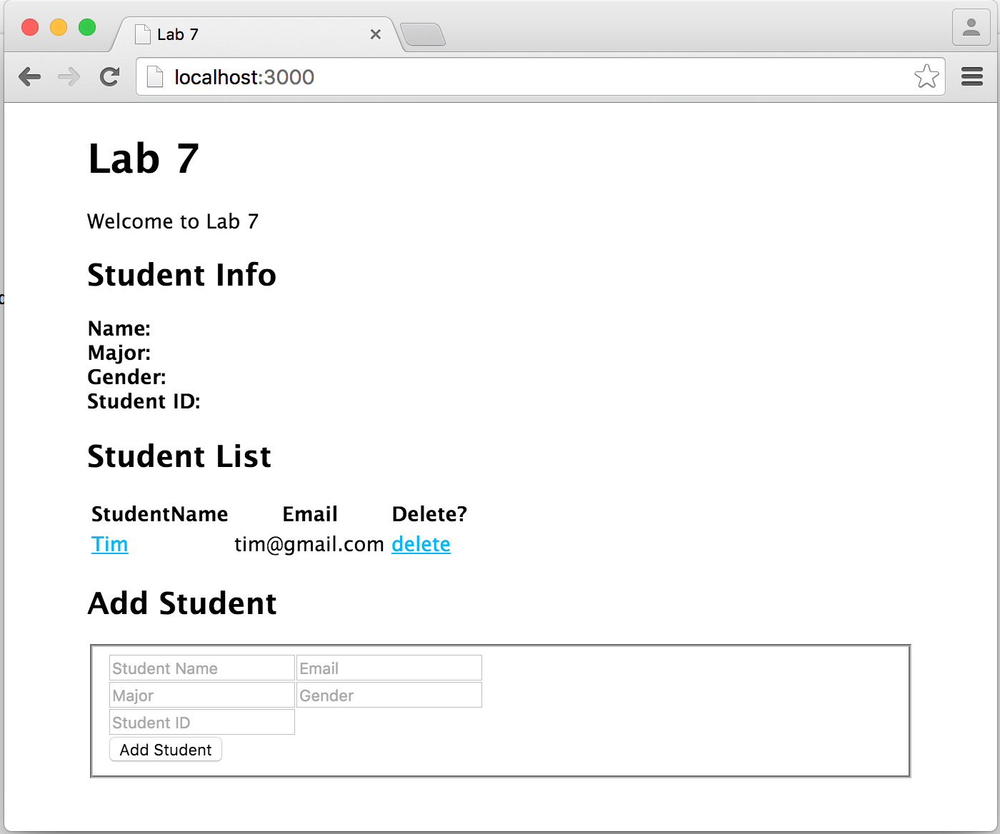 Lab 7
localhost:3000
Lab 7
Welcome to Lab 7
Student Info
Name:
Major:
Gender:
Student ID:
Student List
StudentName Email Delete?
Tim tim@gmail.com delete
Add Student
Student Name Email
Major Gender
Student ID
Add Student